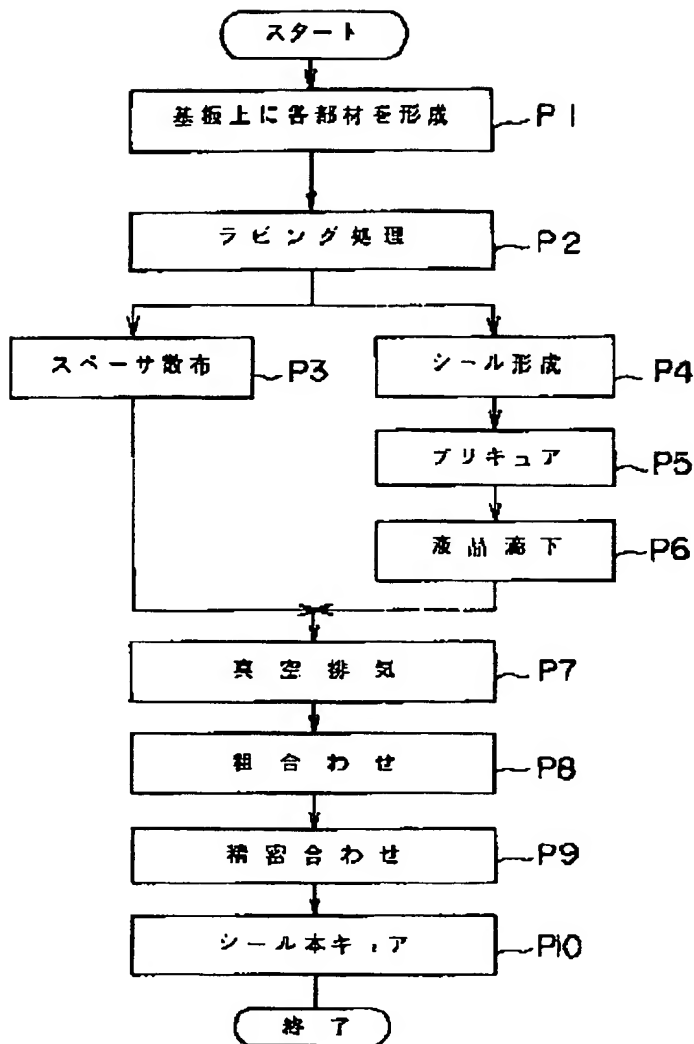 スタート
基板上に各部材を形成
P1
ラビング処理
P2
スペーサ散布
P3
シール形成
P4
プリキュア
P5
液晶滴下
P6
真空排気
P7
組合わせ
P8
精密合わせ
P9
シール本キュア
P10
終了